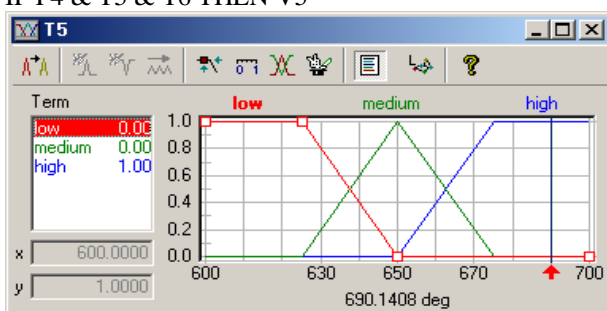 IF T4 & T5 & T6 THEN V3
T5
Term
low 0.00
medium 0.00
high 1.00
low medium high
1.0
0.8
0.6
0.4
0.2
0.0
600 630 650 670 700
690.1408 deg
x 600.0000
y 1.0000